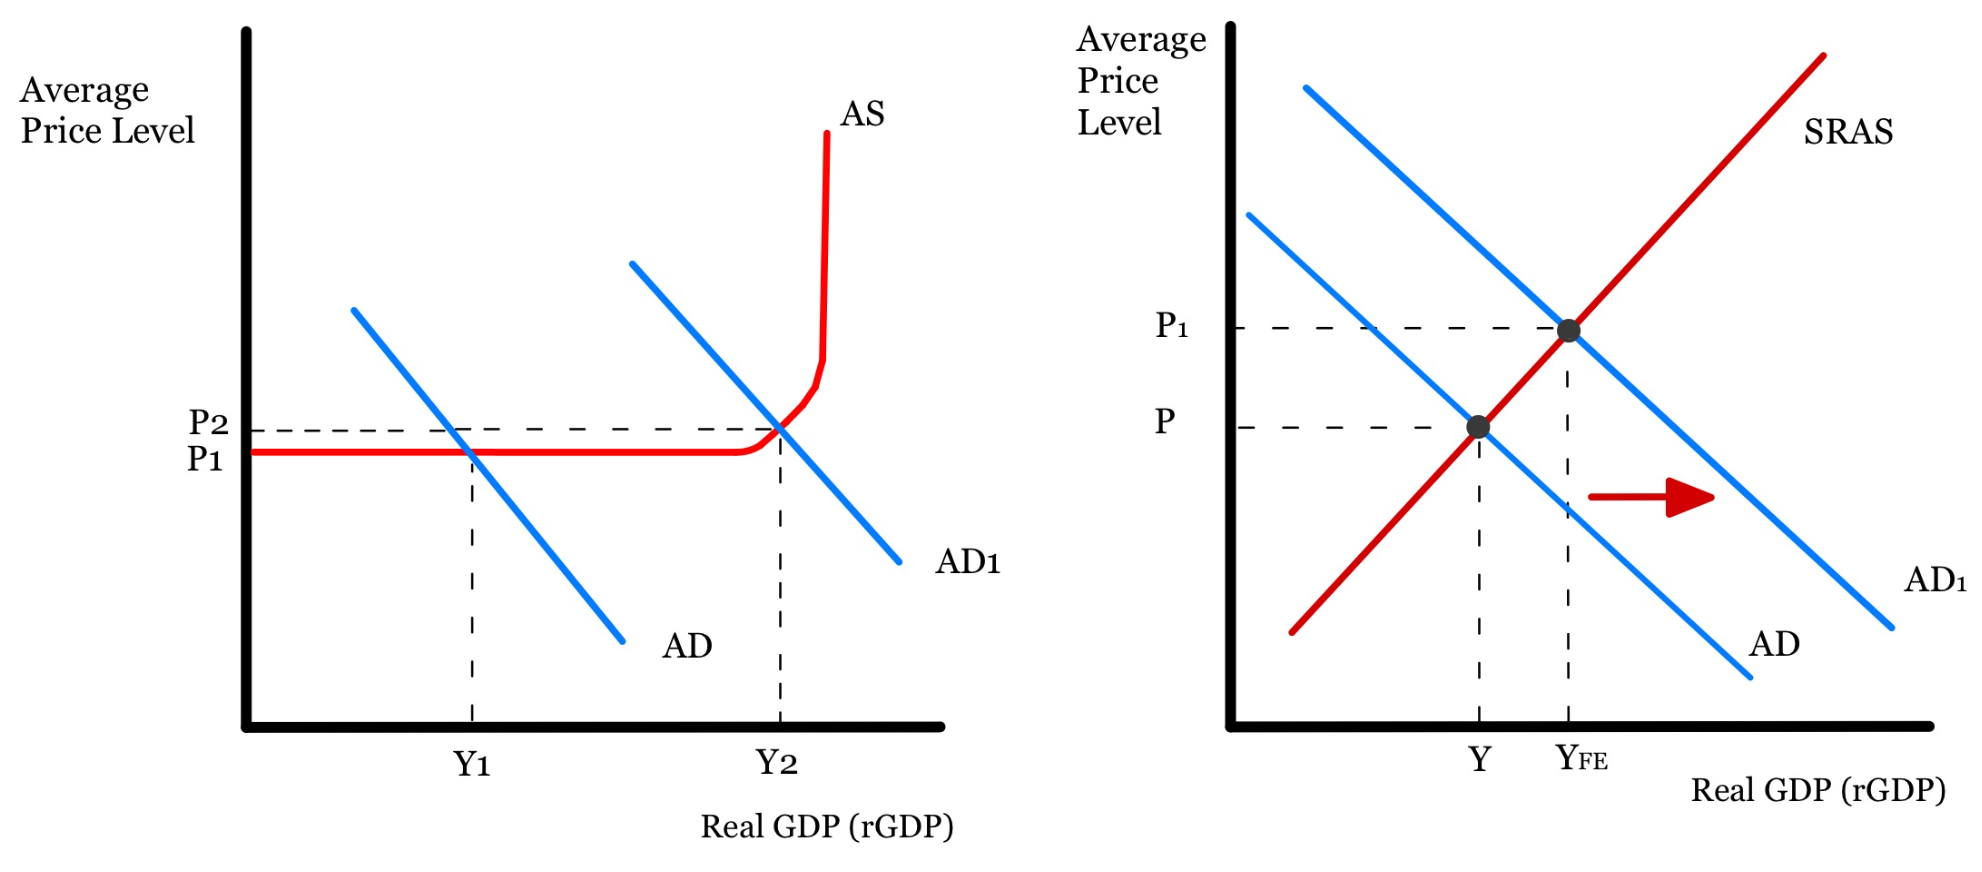 Average
Price Level
AS
P2
P1
AD1
AD
Y1
Y2
Real GDP (rGDP)
Average
Price
Level
SRAS
P1
P
AD1
AD
Y
YFE
Real GDP (rGDP)